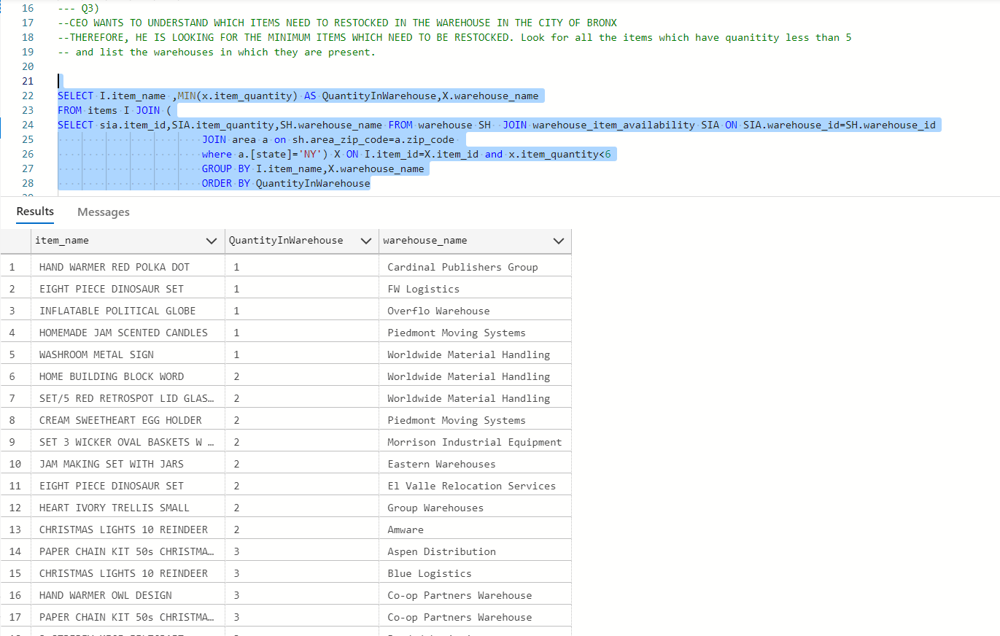 16 --- Q3)
17 --CEO WANTS TO UNDERSTAND WHICH ITEMS NEED TO RESTOCKED IN THE WAREHOUSE IN THE CITY OF BRONX
18 --THEREFORE, HE IS LOOKING FOR THE MINIMUM ITEMS WHICH NEED TO BE RESTOCKED. Look for all the items which have quanitity less than 5
19 -- and list the warehouses in which they are present.
20
21
22 SELECT I.item_name ,MIN(x.item_quantity) AS QuantityInWarehouse,X.warehouse_name
23 FROM items I JOIN (
24 SELECT sia.item_id,SIA.item_quantity,SH.warehouse_name FROM warehouse SH JOIN warehouse_item_availability SIA ON SIA.warehouse_id=SH.warehouse_id
25 JOIN area a on sh.area_zip_code=a.zip_code
26 where a.[state]='NY') X ON I.item_id=X.item_id and x.item_quantity<6
27 GROUP BY I.item_name,X.warehouse_name
28 ORDER BY QuantityInWarehouse
Results Messages
item_name QuantityInWarehouse warehouse_name
1 HAND WARMER RED POLKA DOT 1 Cardinal Publishers Group
2 EIGHT PIECE DINOSAUR SET 1 FW Logistics
3 INFLATABLE POLITICAL GLOBE 1 Overflo Warehouse
4 HOMEMADE JAM SCENTED CANDLES 1 Piedmont Moving Systems
5 WASHROOM METAL SIGN 1 Worldwide Material Handling
6 HOME BUILDING BLOCK WORD 2 Worldwide Material Handling
7 SET/5 RED RETROSPOT LID GLAS… 2 Worldwide Material Handling
8 CREAM SWEETHEART EGG HOLDER 2 Piedmont Moving Systems
9 SET 3 WICKER OVAL BASKETS W … 2 Morrison Industrial Equipment
10 JAM MAKING SET WITH JARS 2 Eastern Warehouses
11 EIGHT PIECE DINOSAUR SET 2 El Valle Relocation Services
12 HEART IVORY TRELLIS SMALL 2 Group Warehouses
13 CHRISTMAS LIGHTS 10 REINDEER 2 Amware
14 PAPER CHAIN KIT 50s CHRISTMA… 3 Aspen Distribution
15 CHRISTMAS LIGHTS 10 REINDEER 3 Blue Logistics
16 HAND WARMER OWL DESIGN 3 Co-op Partners Warehouse
17 PAPER CHAIN KIT 50s CHRISTMA… 3 Co-op Partners Warehouse